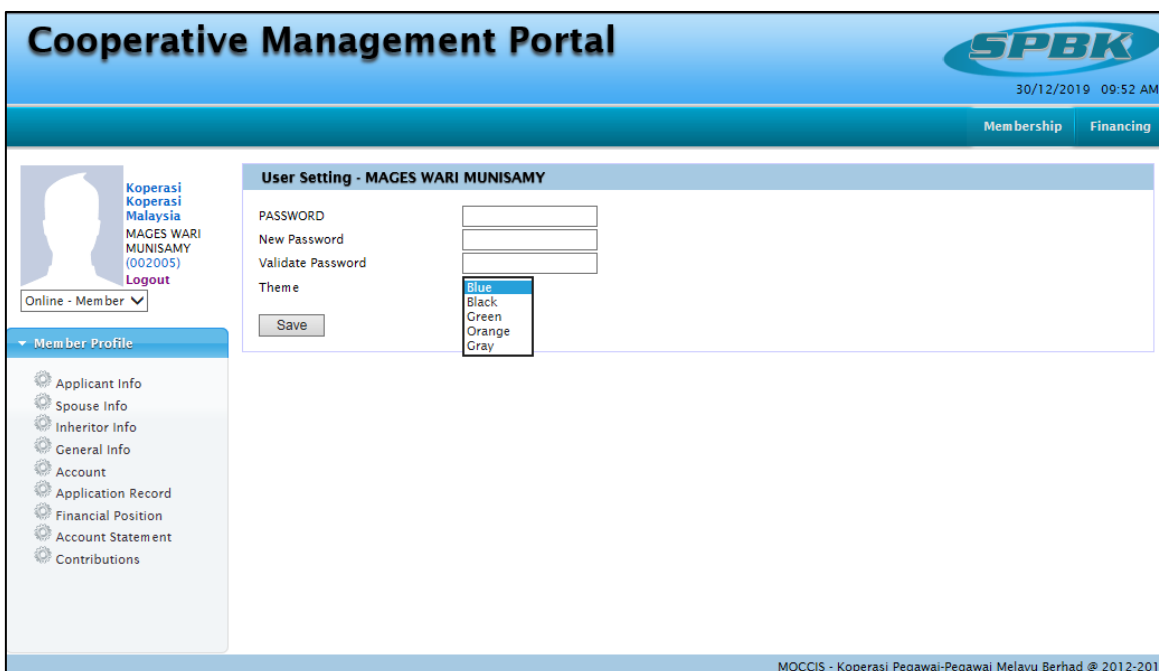 Cooperative Management Portal
SPBK
30/12/2019 09:52 AM
Membership
Financing
Koperasi
Koperasi
Malaysia
MAGES WARI
MUNISAMY
(002005)
Logout
Online - Member
Member Profile
Applicant Info
Spouse Info
Inheritor Info
General Info
Account
Application Record
Financial Position
Account Statement
Contributions
User Setting - MAGES WARI MUNISAMY
PASSWORD
New Password
Validate Password
Theme
Blue
Black
Green
Orange
Gray
Save
MOCCIS - Koperasi Pegawai-Pegawai Melayu Berhad @ 2012-201